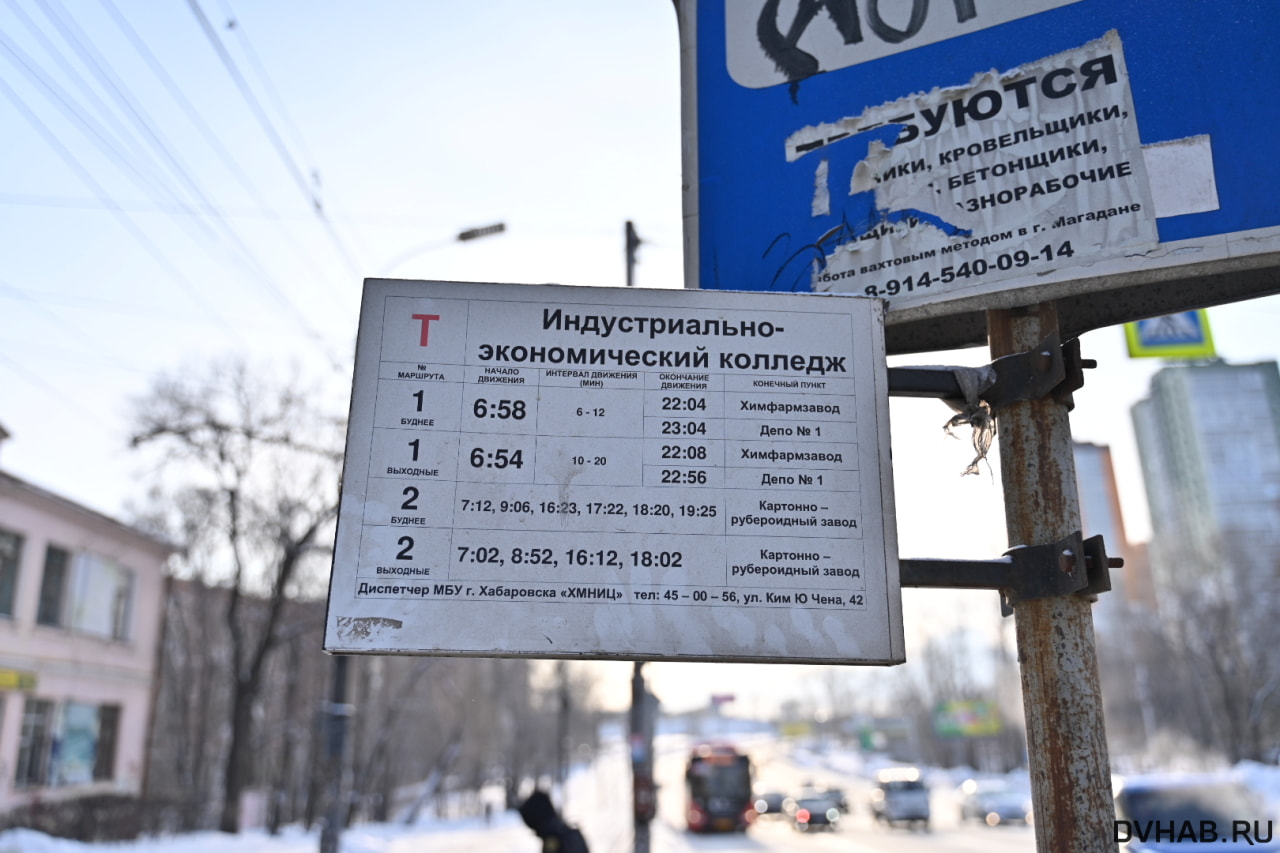 БУЮТСЯ
КРОВЕЛЬЩИКИ,
БЕТОНЩИКИ,
АЗНОРАБОЧИЕ
бота вахтовым методом в г. Магадане
8-914-540-09-14
Т
Индустриально-
экономический колледж
№ МАРШРУТА НАЧАЛО ДВИЖЕНИЯ ИНТЕРВАЛ ДВИЖЕНИЯ (МИН) ОКОНЧАНИЕ ДВИЖЕНИЯ КОНЕЧНЫЙ ПУНКТ
1 БУДНЕЕ 6:58 6 - 12 22:04 Химфармзавод
23:04 Депо № 1
1 ВЫХОДНЫЕ 6:54 10 - 20 22:08 Химфармзавод
22:56 Депо № 1
2 БУДНЕЕ 7:12, 9:06, 16:23, 17:22, 18:20, 19:25 Картонно –
рубероидный завод
2 ВЫХОДНЫЕ 7:02, 8:52, 16:12, 18:02 Картонно –
рубероидный завод
Диспетчер МБУ г. Хабаровска «ХМНИЦ» тел: 45 – 00 – 56, ул. Ким Ю Чена, 42
DVHAB.RU